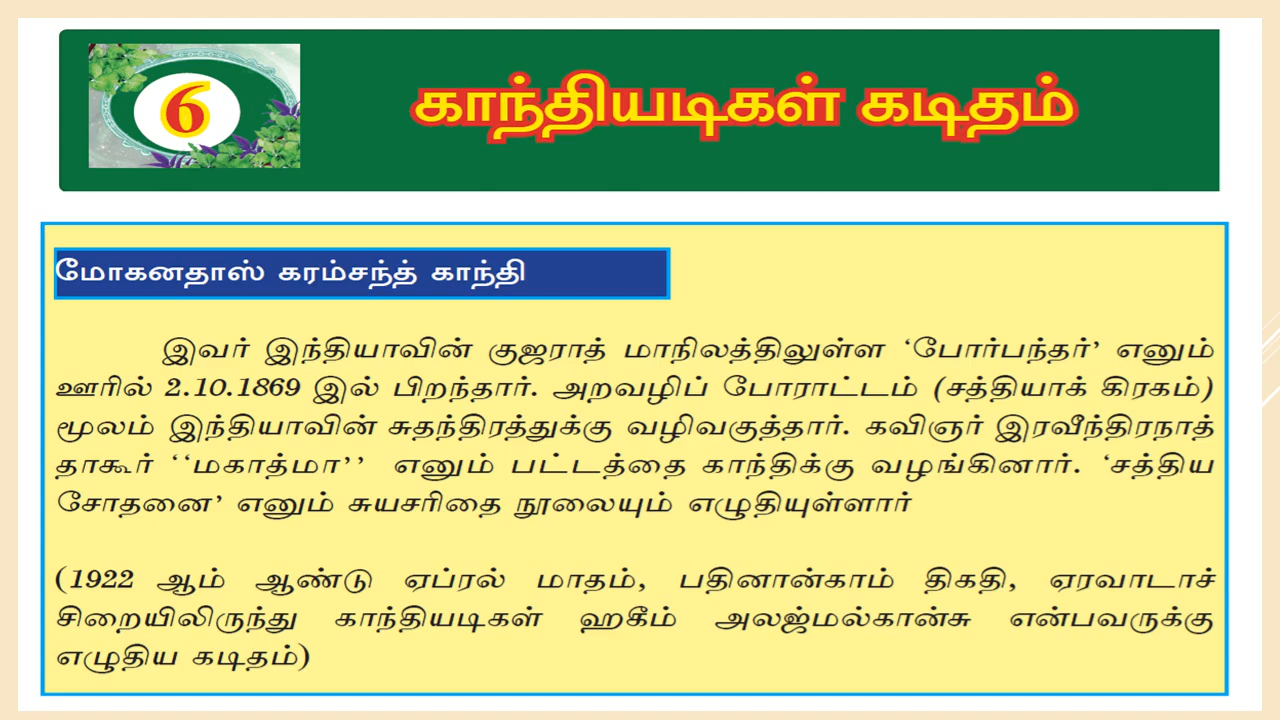 6
காந்தியடிகள் கடிதம்
மோகனதாஸ் கரம்சந்த் காந்தி
இவர் இந்தியாவின் குஜராத் மாநிலத்திலுள்ள ‘போர்பந்தர்’ எனும்
ஊரில் 2.10.1869 இல் பிறந்தார். அறவழிப் போராட்டம் (சத்தியாக் கிரகம்)
மூலம் இந்தியாவின் சுதந்திரத்துக்கு வழிவகுத்தார். கவிஞர் இரவீந்திரநாத்
தாகூர் ‘‘மகாத்மா’’ எனும் பட்டத்தை காந்திக்கு வழங்கினார். ‘சத்திய
சோதனை’ எனும் சுயசரிதை நூலையும் எழுதியுள்ளார்
(1922 ஆம் ஆண்டு ஏப்ரல் மாதம், பதினான்காம் திகதி, ஏரவாடாச்
சிறையிலிருந்து காந்தியடிகள் ஹகீம் அலஜ்மல்கான்சு என்பவருக்கு
எழுதிய கடிதம்)